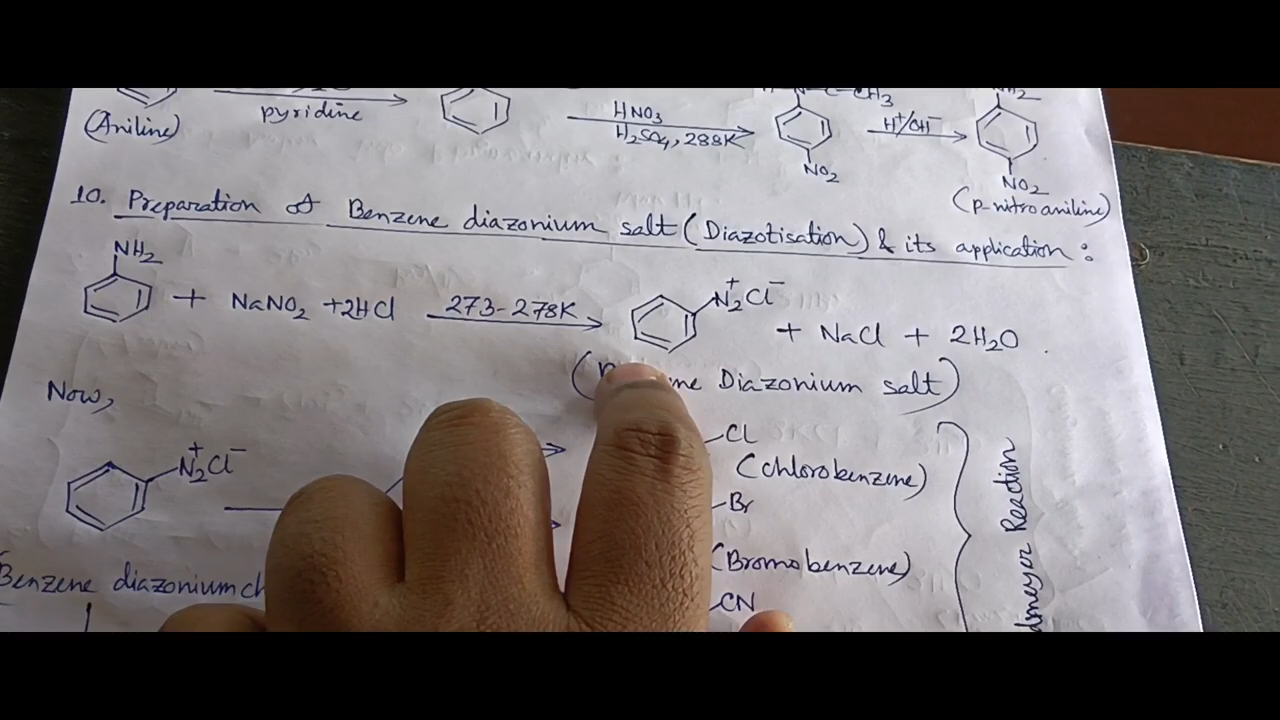 (Aniline) pyridine HNO3 H2SO4, 288K CH3 NO2 H+/OH- NH2 NO2 (p-nitroaniline)
10. Preparation of Benzene diazonium salt (Diazotisation) & its application :
NH2 + NaNO2 + 2HCl 273-278K N2+Cl- + NaCl + 2H2O .
Diazonium salt)
Now,
N2+Cl-
Cl
(chlorobenzene)
Br
(Bromobenzene)
CN
Benzene diazonium
Reaction